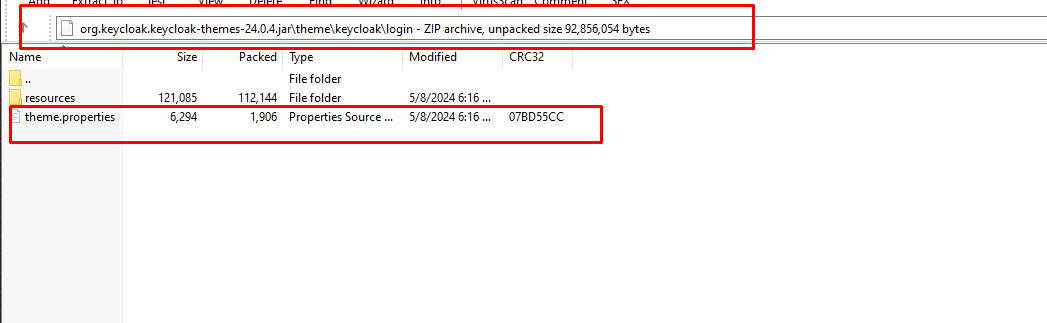 Add Extract To Test View Delete Find Wizard Info VirusScan Comment SFX
org.keycloak.keycloak-themes-24.0.4.jar\theme\keycloak\login - ZIP archive, unpacked size 92,856,054 bytes
Name Size Packed Type Modified CRC32
.. File folder
resources 121,085 112,144 File folder 5/8/2024 6:16 ...
theme.properties 6,294 1,906 Properties Source ... 5/8/2024 6:16 ... 07BD55CC